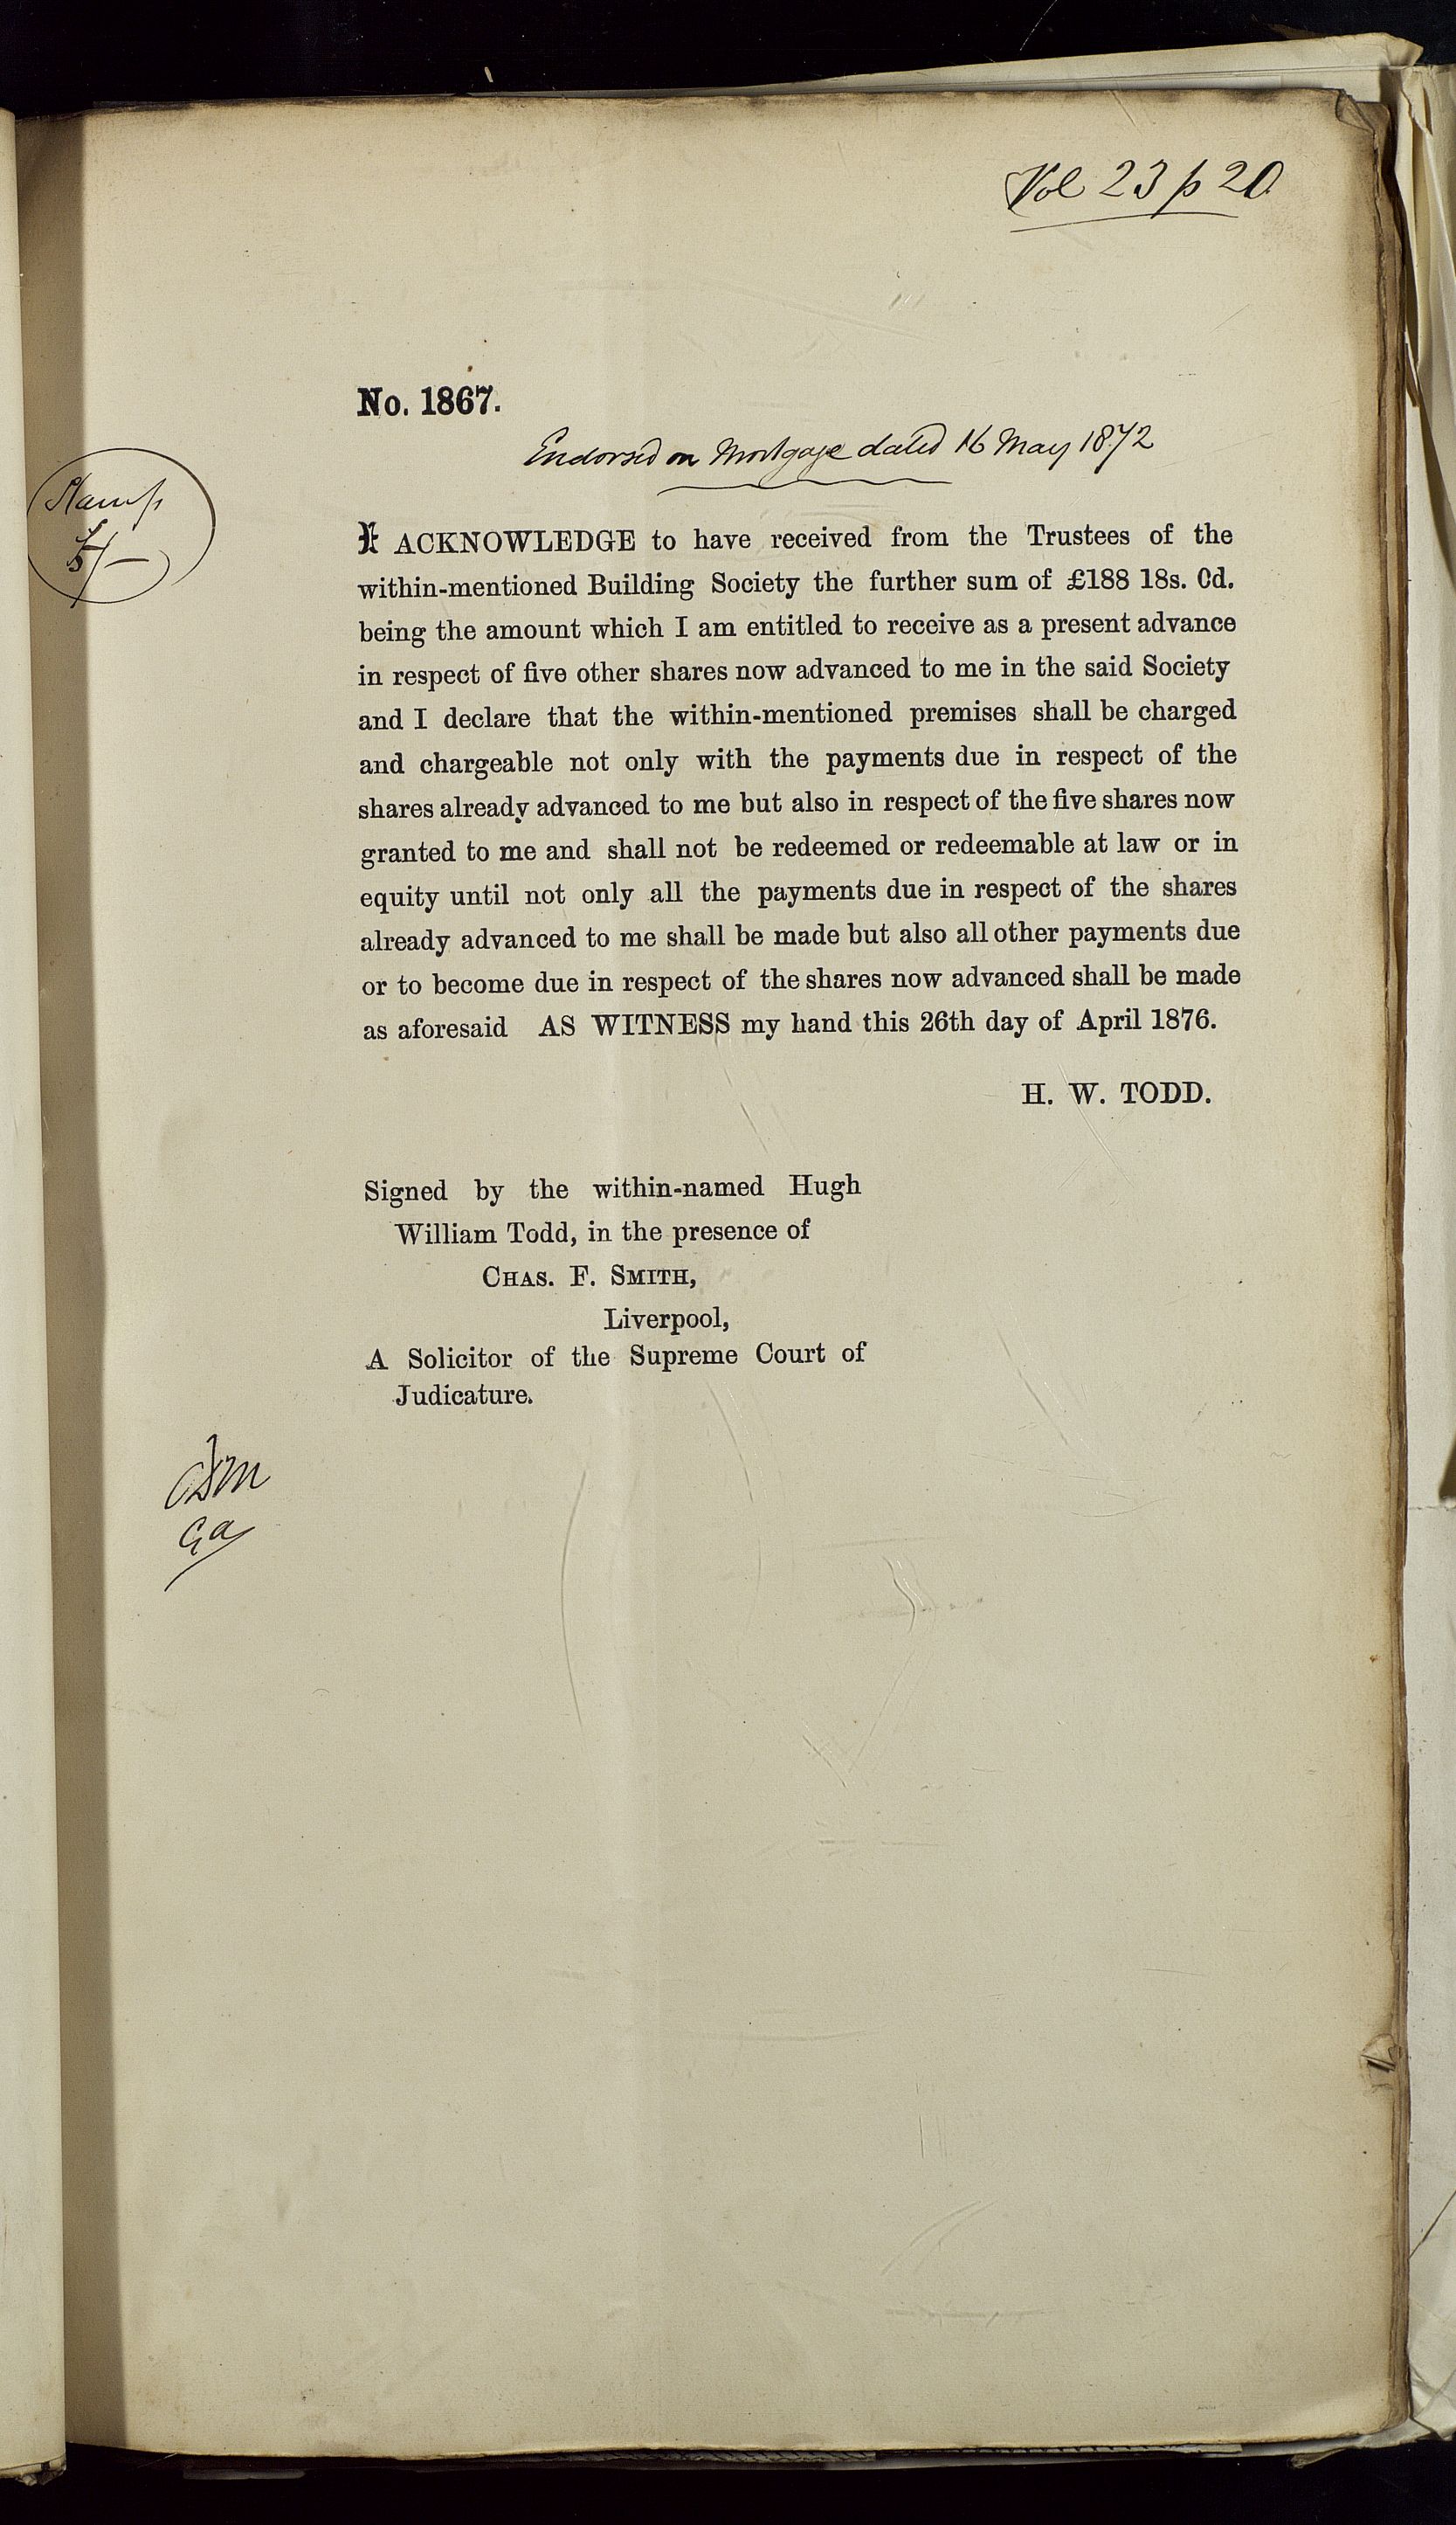 Vol 23 p 20
No. 1867.
Endorsed on Mortgage dated 16 May 1872
Stamp
5/-
I ACKNOWLEDGE to have received from the Trustees of the
within-mentioned Building Society the further sum of £188 18s. 0d.
being the amount which I am entitled to receive as a present advance
in respect of five other shares now advanced to me in the said Society
and I declare that the within-mentioned premises shall be charged
and chargeable not only with the payments due in respect of the
shares already advanced to me but also in respect of the five shares now
granted to me and shall not be redeemed or redeemable at law or in
equity until not only all the payments due in respect of the shares
already advanced to me shall be made but also all other payments due
or to become due in respect of the shares now advanced shall be made
as aforesaid AS WITNESS my hand this 26th day of April 1876.
H. W. TODD.
Signed by the within-named Hugh
William Todd, in the presence of
CHAS. F. SMITH,
Liverpool,
A Solicitor of the Supreme Court of
Judicature.